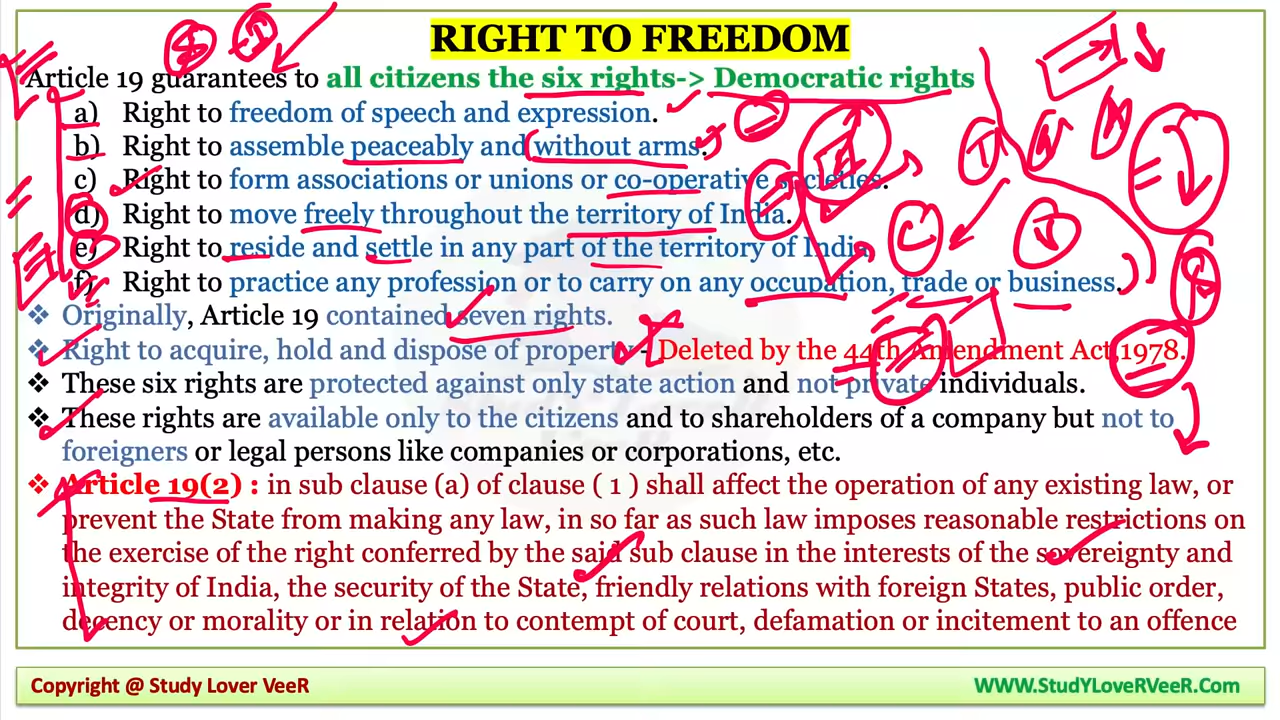 RIGHT TO FREEDOM
Article 19 guarantees to all citizens the six rights-> Democratic rights
a) Right to freedom of speech and expression.
b) Right to assemble peaceably and without arms.
c) Right to form associations or unions or co-operative societies.
d) Right to move freely throughout the territory of India.
e) Right to reside and settle in any part of the territory of India.
f) Right to practice any profession or to carry on any occupation, trade or business.
❖ Originally, Article 19 contained seven rights.
❖ Right to acquire, hold and dispose of property - Deleted by the 44th Amendment Act,1978.
❖ These six rights are protected against only state action and not private individuals.
❖ These rights are available only to the citizens and to shareholders of a company but not to
foreigners or legal persons like companies or corporations, etc.
❖ Article 19(2) : in sub clause (a) of clause ( 1 ) shall affect the operation of any existing law, or
prevent the State from making any law, in so far as such law imposes reasonable restrictions on
the exercise of the right conferred by the said sub clause in the interests of the sovereignty and
integrity of India, the security of the State, friendly relations with foreign States, public order,
decency or morality or in relation to contempt of court, defamation or incitement to an offence
Copyright @ Study Lover VeeR
WWW.StudYLoveRVeeR.Com